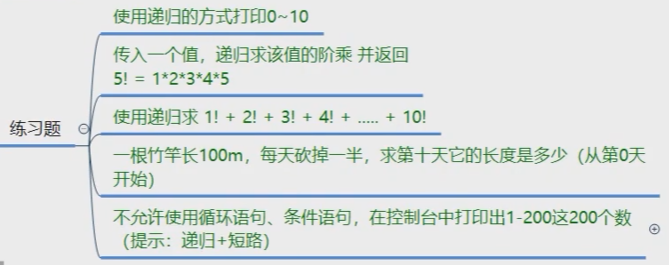 使用递归的方式打印0~10
传入一个值，递归求该值的阶乘 并返回
5! = 1*2*3*4*5
练习题
使用递归求 1! + 2! + 3! + 4! + ..... + 10!
一根竹竿长100m，每天砍掉一半，求第十天它的长度是多少（从第0天
开始）
不允许使用循环语句、条件语句，在控制台中打印出1-200这200个数
（提示：递归+短路）